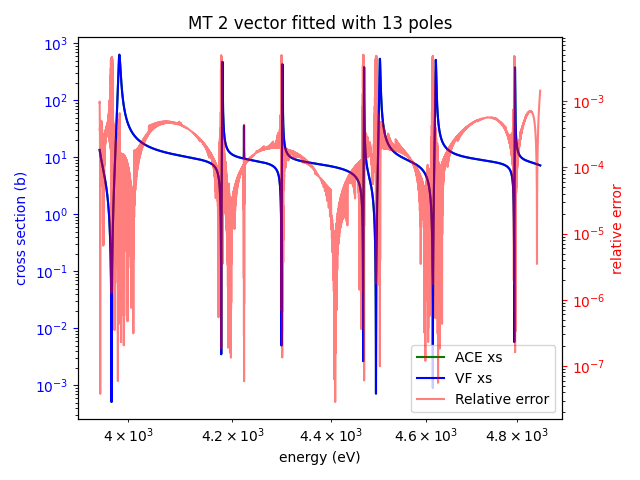 MT 2 vector fitted with 13 poles
10³
10²
10¹
10⁰
10⁻¹
10⁻²
10⁻³
cross section (b)
10⁻³
10⁻⁴
10⁻⁵
10⁻⁶
10⁻⁷
relative error
ACE xs
VF xs
Relative error
4 × 10³ 4.2 × 10³ 4.4 × 10³ 4.6 × 10³ 4.8 × 10³
energy (eV)